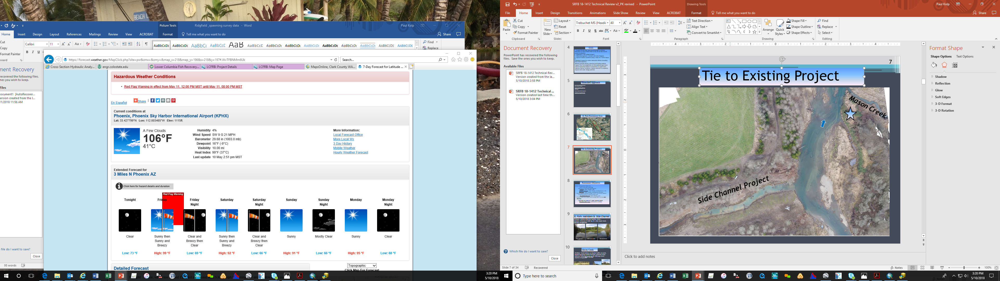 BEACH
Picture Tools
Ridgfield _spawning survey data - Word
Paul Kolp
Home Insert Design Layout References Mailings Review View ACROBAT Format Tell me what you want to do Share
Cut
Copy
Format Painter
Calibri 11 Aa
B I U
AaBbCcDc AaBbCcDc AaBbCc AaBbCcC AaB AaBbCcD
Find
Replace
ment Recovery
recovered the following files.
nes you wish to keep.
Files
ocument1 [AutoRecover...
ersion created from the l...
/1/2018 11:56 AM
file do I want to save?
Close
95 words
https://forecast.weather.gov/MapClick.php?site=psr&zmx=&zmy=&map_x=218&map_y=196&x=218&y=197#.WvTFBNMm6Uk
Search...
Cross-Section Hydraulic Analy...
engr.colostate.edu
Lower Columbia Fish Recovery...
LCFRB: Project Details
LCFRB: Map Page
MapsOnline, Clark County WA...
7-Day Forecast for Latitude ...
Hazardous Weather Conditions
Red Flag Warning in effect from May 11, 12:00 PM MST until May 11, 08:00 PM MST
En Español
Share |
Current conditions at
Phoenix, Phoenix Sky Harbor International Airport (KPHX)
Lat: 33.427799°N Lon: 112.003465°W Elev: 1115ft.
A Few Clouds
106°F
41°C
Humidity 4%
Wind Speed SW 9 G 21 MPH
Barometer 29.68 in (1003.0 mb)
Dewpoint 16°F (-9°C)
Visibility 10.00 mi
Heat Index 99°F (37°C)
Last update 10 May 2:51 pm MST
More Information:
Local Forecast Office
More Local Wx
3 Day History
Mobile Weather
Hourly Weather Forecast
Extended Forecast for
3 Miles N Phoenix AZ
Click here for hazard details and duration
Red Flag Warning
Tonight
Clear
Low: 73 °F
Friday
Sunny then
Sunny and
Breezy
High: 99 °F
Friday
Night
Clear and
Breezy then
Clear
Low: 69 °F
Saturday
Sunny then
Sunny and
Breezy
High: 92 °F
Saturday
Night
Clear and
Breezy then
Clear
Low: 66 °F
Sunday
Sunny
High: 91 °F
Sunday
Night
Mostly Clear
Low: 66 °F
Monday
Sunny
High: 95 °F
Monday
Night
Clear
Low: 68 °F
Detailed Forecast
Topographic
Click Map For Forecast
3:20 PM
5/10/2018
SRFB 18-1412 Technical Review v2_PK revised - PowerPoint
Drawing Tools
Paul Kolp
File Home Insert Design Transitions Animations Slide Show Review View ACROBAT Format Tell me what you want to do Share
Paste
Cut
Copy
Format Painter
Clipboard
New
Slide
Layout
Reset
Section
Slides
Trebuchet MS (Headi 40
B I U S abc AV Aa A
Font
Text Direction
Align Text
Convert to SmartArt
Paragraph
Arrange
Quick
Styles
Shape Fill
Shape Outline
Shape Effects
Drawing
Find
Replace
Select
Editing
Document Recovery
PowerPoint has recovered the following
files. Save the ones you wish to keep.
Available Files
SRFB 18-1412 Technical Rev...
Version created from the la...
5/10/2018 2:58 PM
SRFB 18-1412 Technical ...
Version created last time th...
5/10/2018 3:04 PM
Which file do I want to save?
Close
4
Goals
5
6
7
Tie to Existing Project
8
9
E. Fork- Mainstem & Side Channel
10
Mason Creek
7
Tie to Existing Project
Mason Creek
Side Channel Project
Click to add notes
Format Shape
Shape Options Text Options
Shadow
Reflection
Glow
Soft Edges
3-D Format
3-D Rotation
Slide 7 of 34 Recovered
Notes
100%
Type here to search
3:20 PM
5/10/2018